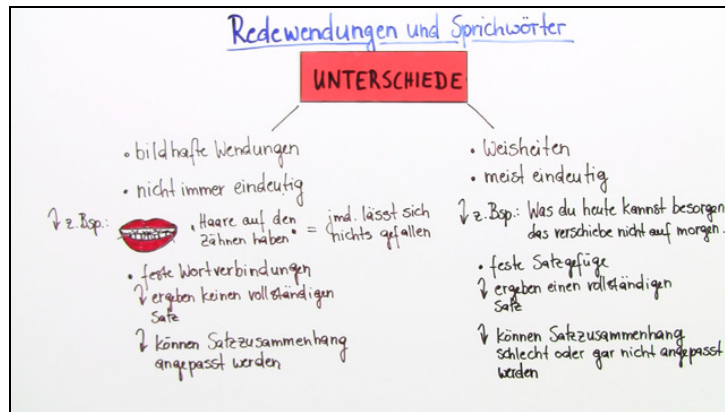 Redewendungen und Sprichwörter
UNTERSCHIEDE
• bildhafte Wendungen
• nicht immer eindeutig
↳ z.Bsp.: "Haare auf den
Zähnen haben" = jmd. lässt sich
nichts gefallen
• feste Wortverbindungen
↳ ergeben keinen vollständigen
Satz
↳ können Satzzusammenhang
angepasst werden
• Weisheiten
• meist eindeutig
↳ z.Bsp.: Was du heute kannst besorgen
das verschiebe nicht auf morgen.
• feste Satzgefüge
↳ ergeben einen vollständigen
Satz
↳ können Satzzusammenhang
schlecht oder gar nicht angepasst
werden